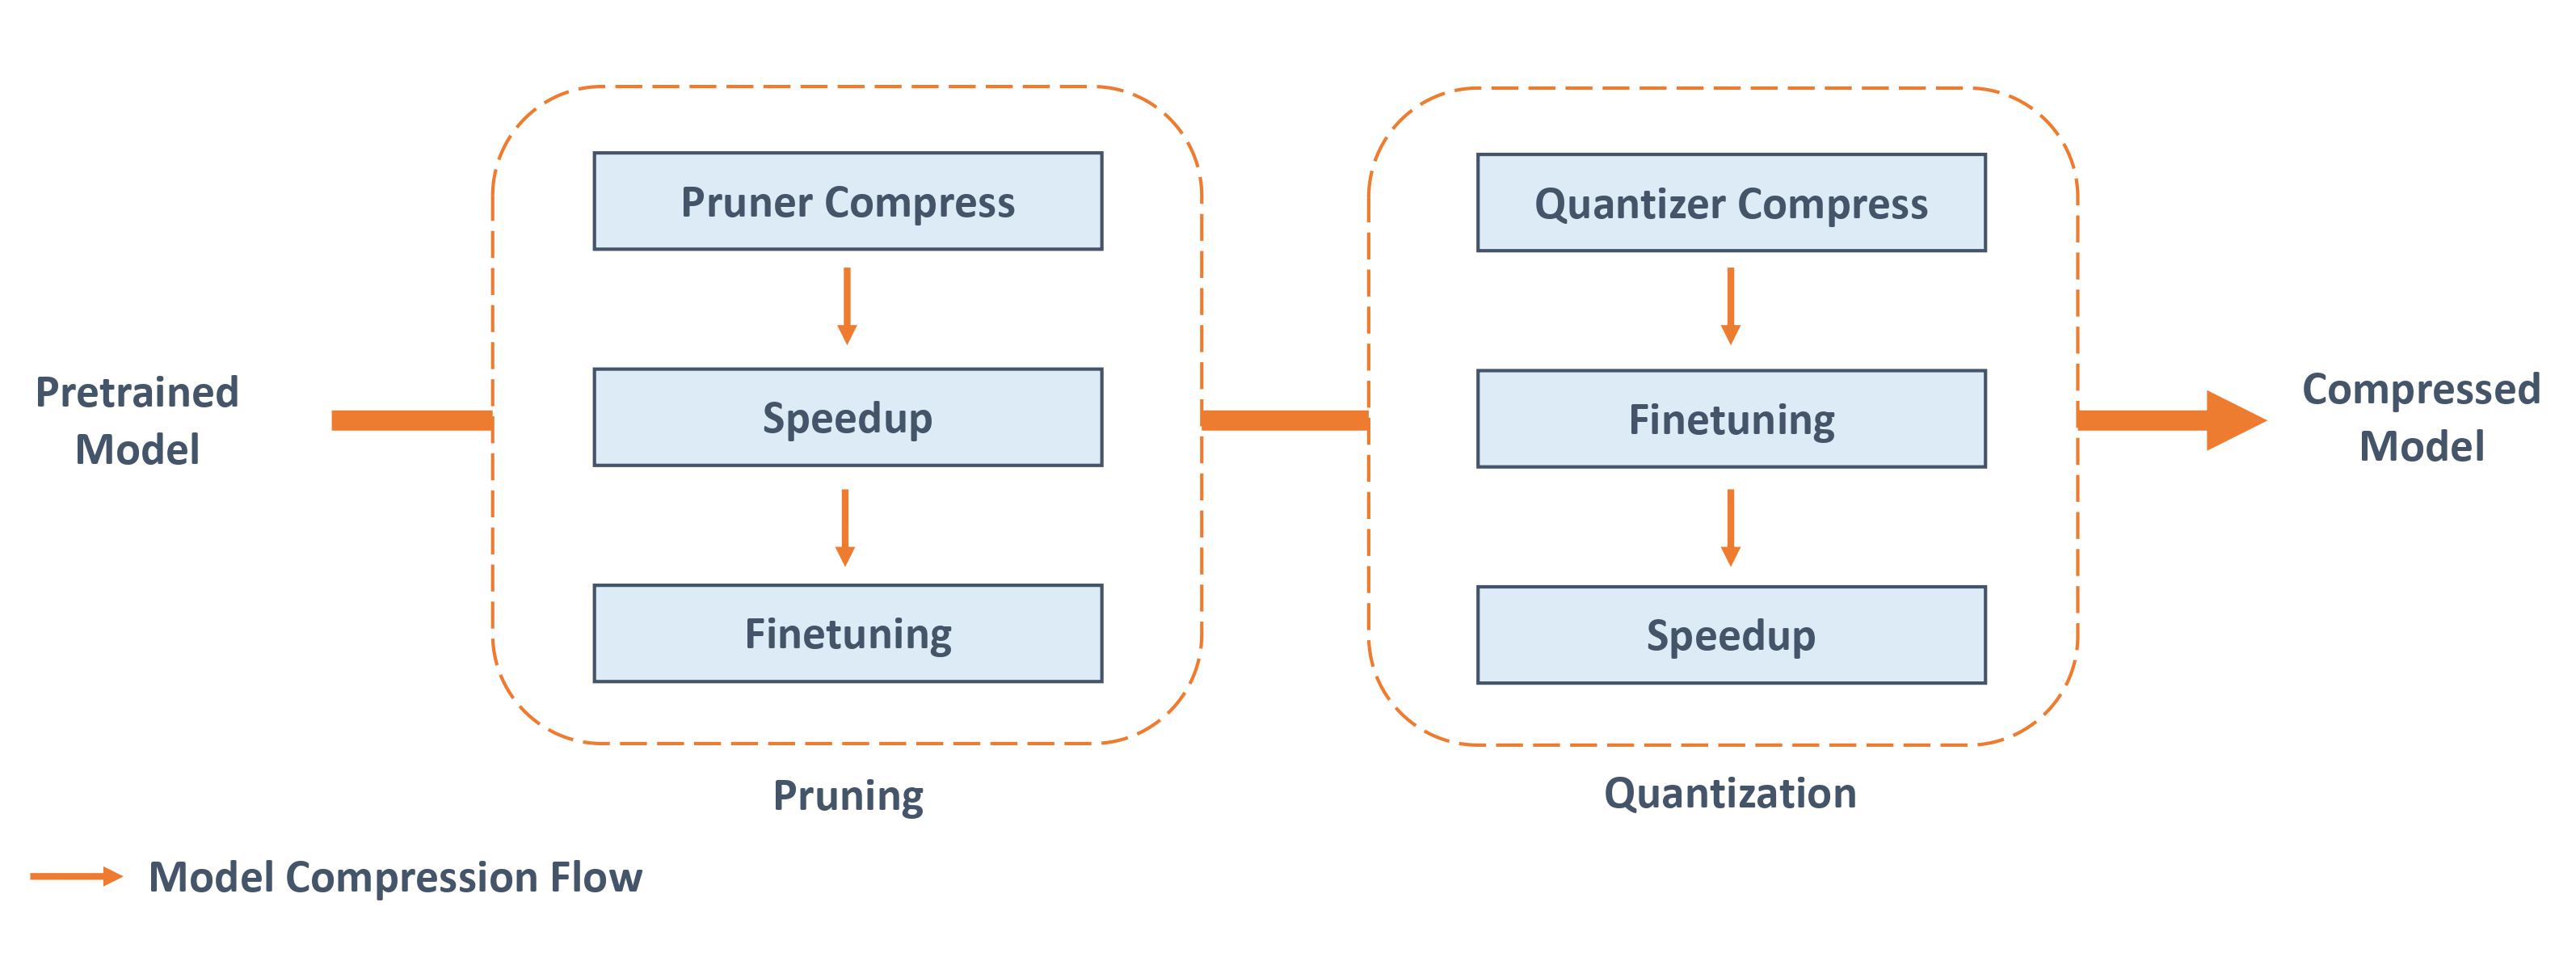 Pretrained
Model
Pruner Compress
Speedup
Finetuning
Pruning
Quantizer Compress
Finetuning
Speedup
Quantization
Compressed
Model
Model Compression Flow